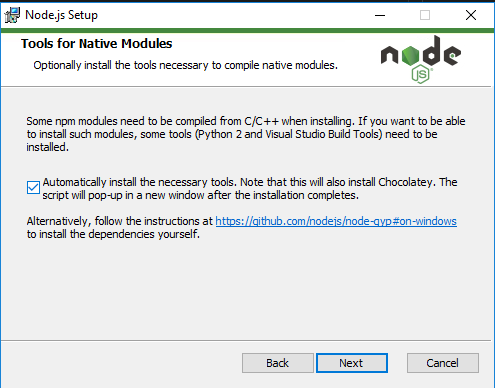 Node.js Setup
Tools for Native Modules
Optionally install the tools necessary to compile native modules.
node
JS
Some npm modules need to be compiled from C/C++ when installing. If you want to be able
to install such modules, some tools (Python 2 and Visual Studio Build Tools) need to be
installed.
Automatically install the necessary tools. Note that this will also install Chocolatey. The
script will pop-up in a new window after the installation completes.
Alternatively, follow the instructions at https://github.com/nodejs/node-gyp#on-windows
to install the dependencies yourself.
Back
Next
Cancel